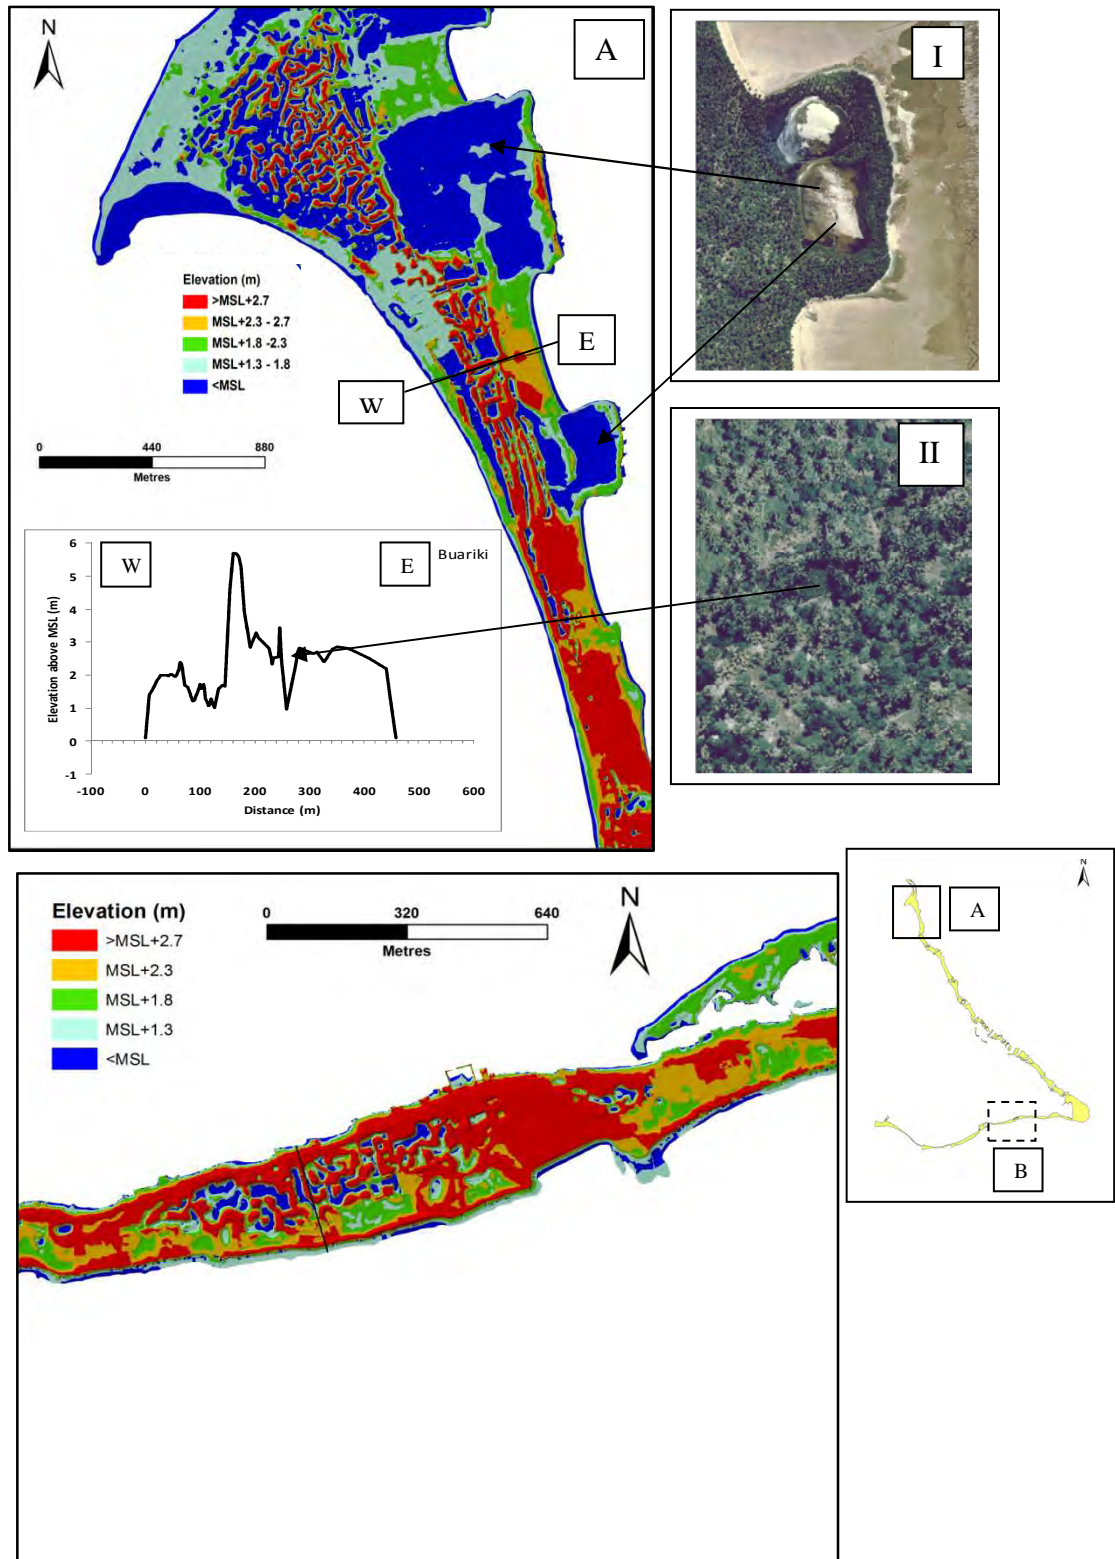 N
A
Elevation (m)
>MSL+2.7
MSL+2.3 - 2.7
MSL+1.8 -2.3
MSL+1.3 - 1.8
<MSL
0 440 880
Metres
E
W
W
E
Buariki
Elevation above MSL (m)
6
5
4
3
2
1
0
-1
-100 0 100 200 300 400 500 600
Distance (m)
I
II
Elevation (m)
>MSL+2.7
MSL+2.3
MSL+1.8
MSL+1.3
<MSL
0 320 640
Metres
N
N
A
B